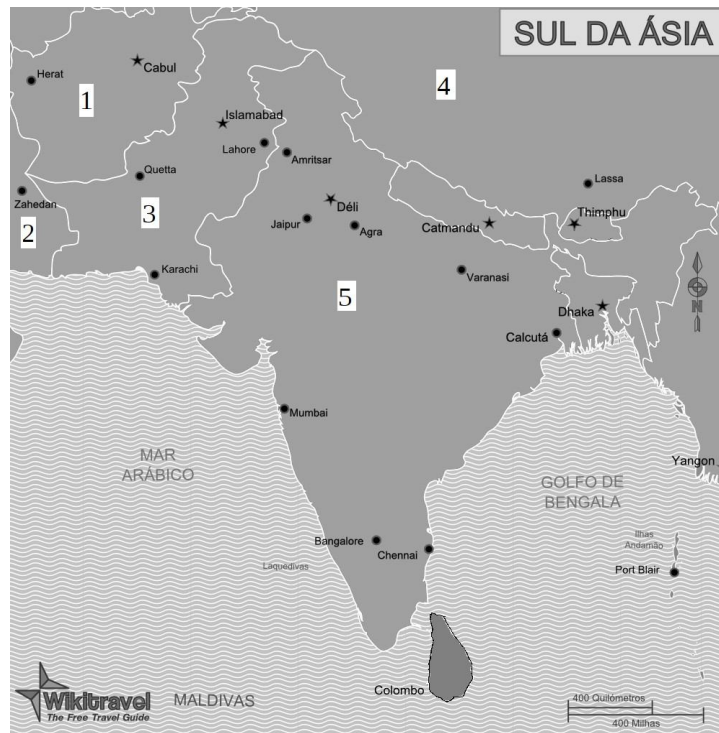 SUL DA ÁSIA
Cabul
Herat
4
1
Islamabad
Lahore
Amritsar
Quetta
Lassa
Zahedan
Déli
3
Thimphu
Jaipur
Agra
Catmandu
2
Karachi
Varanasi
5
N
Dhaka
Calcutá
Mumbai
MAR
ARÁBICO
Yangon
GOLFO DE
BENGALA
Bangalore
Chennai
Ilhas
Andamão
Laquedivas
Port Blair
Colombo
MALDIVAS
Wikitravel
The Free Travel Guide
400 Quilómetros
400 Milhas